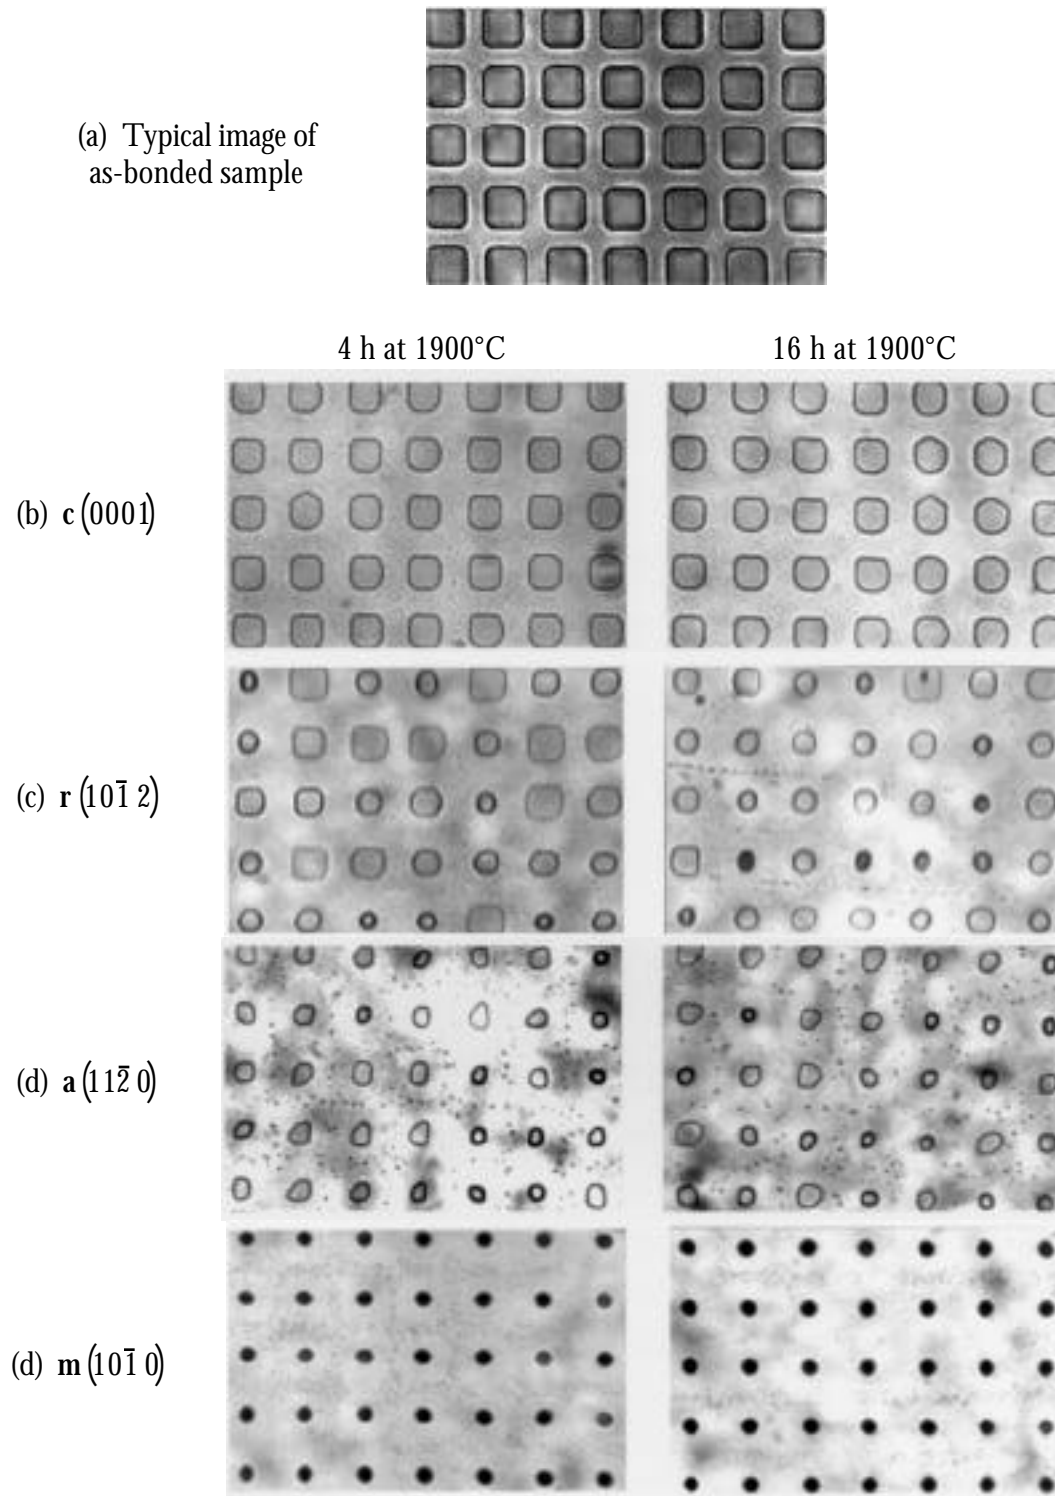 (a) Typical image of
as-bonded sample
4 h at 1900°C
16 h at 1900°C
(b) c (0001)
(c) r (101̅ 2)
(d) a (112̅ 0)
(d) m (101̅ 0)